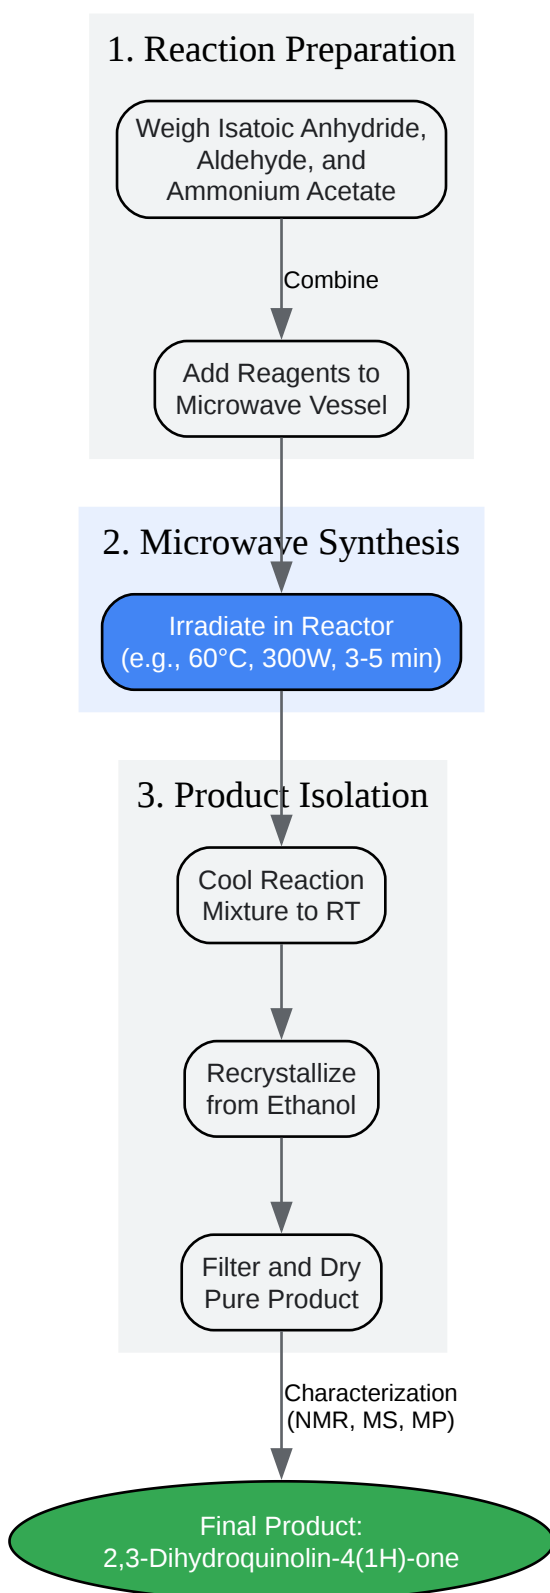 1. Reaction Preparation
Weigh Isatoic Anhydride,
Aldehyde, and
Ammonium Acetate
Combine
Add Reagents to
Microwave Vessel
2. Microwave Synthesis
Irradiate in Reactor
(e.g., 60°C, 300W, 3-5 min)
3. Product Isolation
Cool Reaction
Mixture to RT
Recrystallize
from Ethanol
Filter and Dry
Pure Product
Characterization
(NMR, MS, MP)
Final Product:
2,3-Dihydroquinolin-4(1H)-one